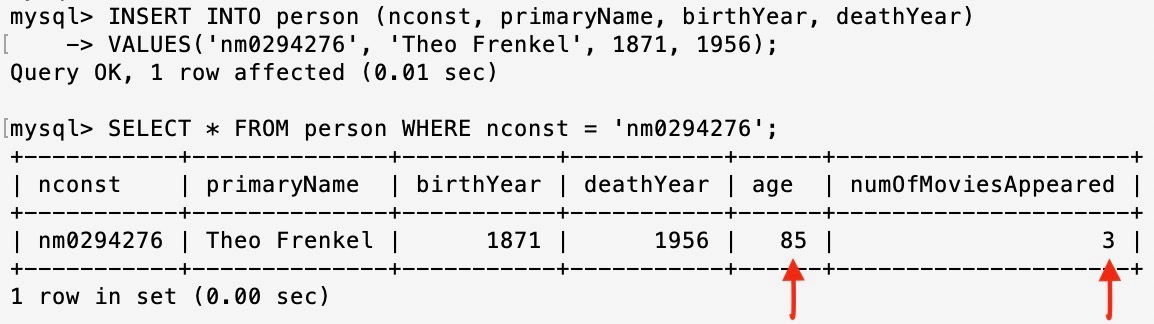 mysql> INSERT INTO person (nconst, primaryName, birthYear, deathYear)
[    -> VALUES('nm0294276', 'Theo Frenkel', 1871, 1956);
Query OK, 1 row affected (0.01 sec)

[mysql> SELECT * FROM person WHERE nconst = 'nm0294276';
+-----------+--------------+-----------+-----------+------+---------------------+
| nconst    | primaryName  | birthYear | deathYear | age  | numOfMoviesAppeared |
+-----------+--------------+-----------+-----------+------+---------------------+
| nm0294276 | Theo Frenkel |      1871 |      1956 |   85 |                   3 |
+-----------+--------------+-----------+-----------+------+---------------------+
1 row in set (0.00 sec)